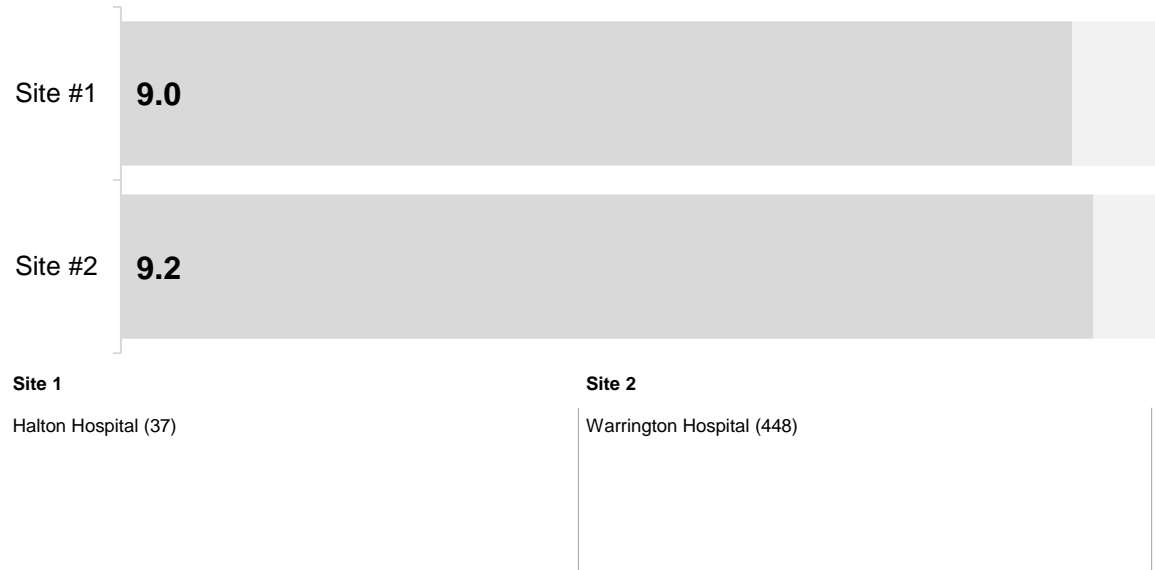 Site #1 9.0
Site #2 9.2
Site 1
Halton Hospital (37)
Site 2
Warrington Hospital (448)